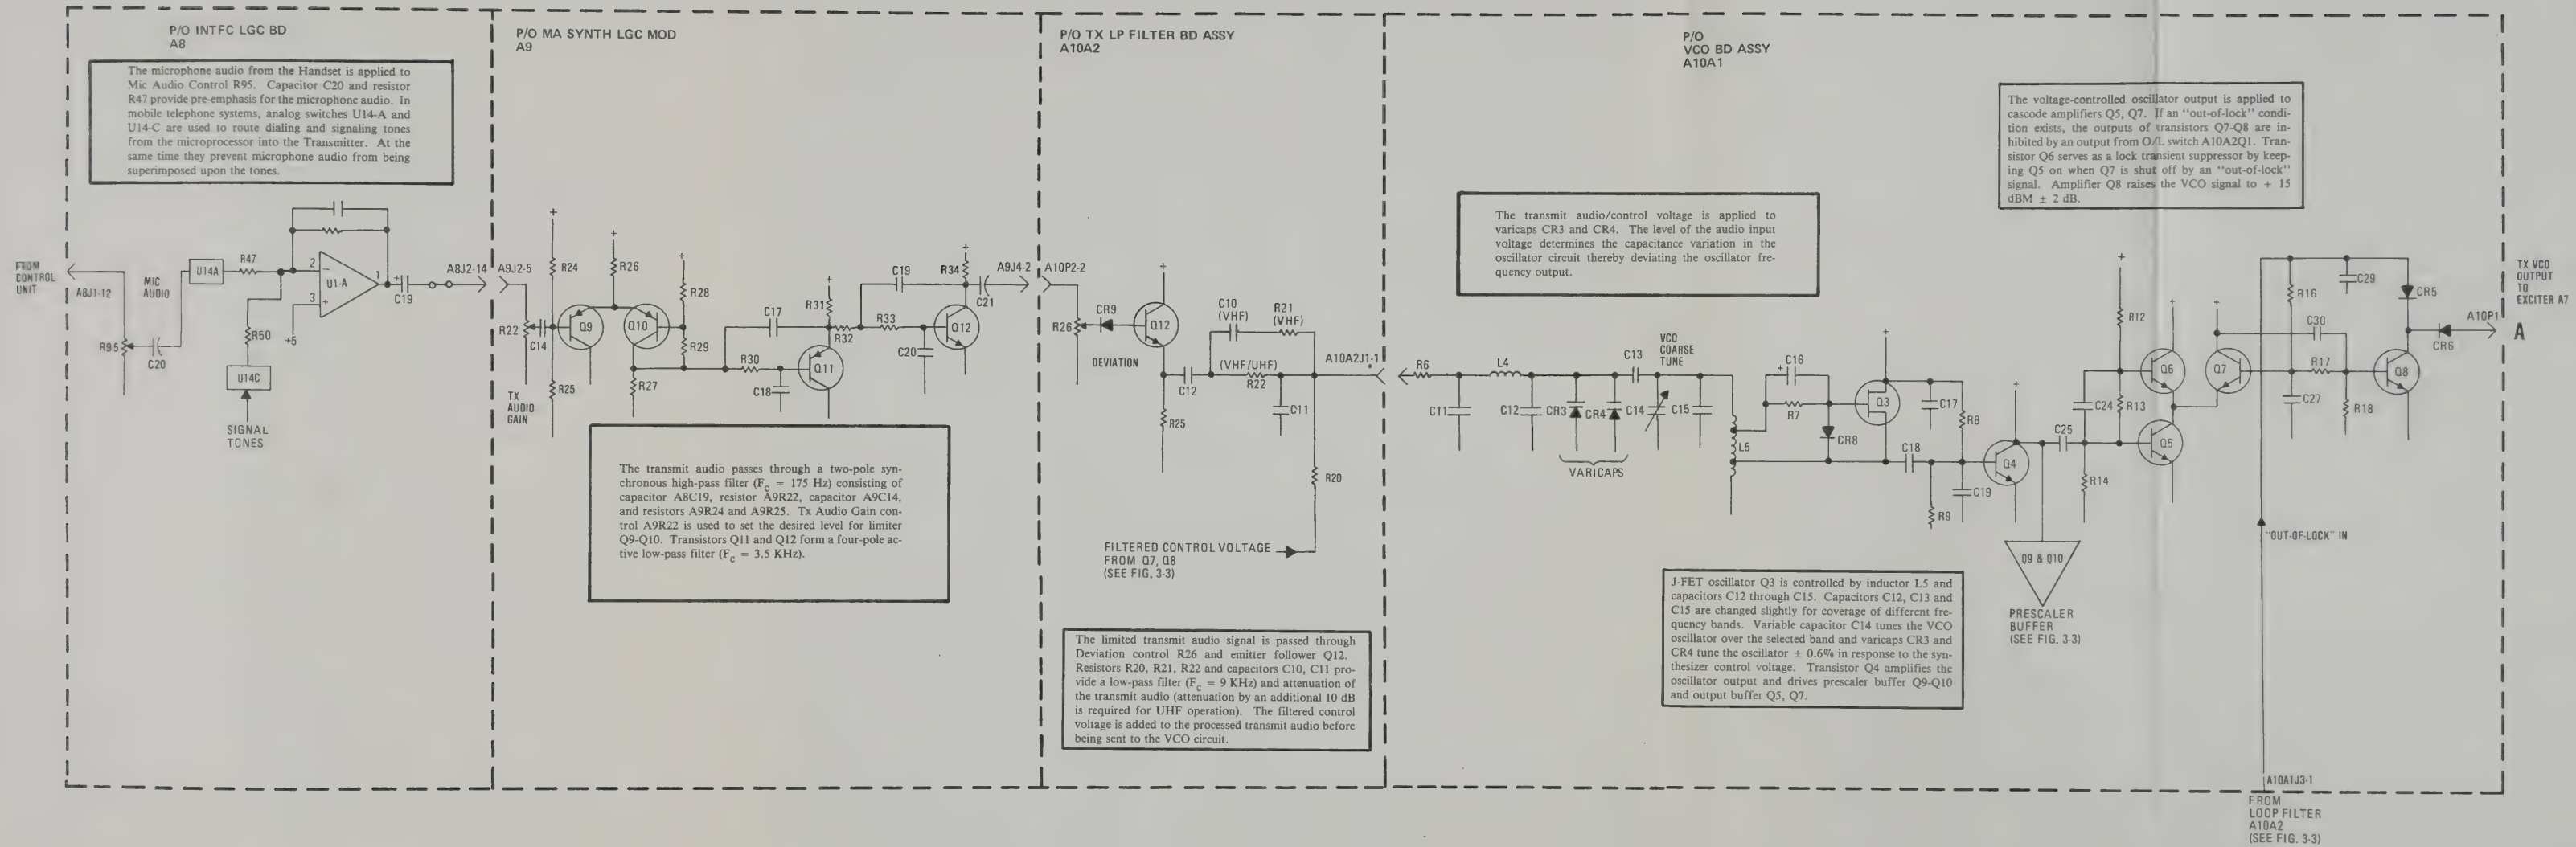 P/O INTFC LGC BD
A8
The microphone audio from the Handset is applied to
Mic Audio Control R95. Capacitor C20 and resistor
R47 provide pre-emphasis for the microphone audio. In
mobile telephone systems, analog switches U14-A and
U14-C are used to route dialing and signaling tones
from the microprocessor into the Transmitter. At the
same time they prevent microphone audio from being
superimposed upon the tones.
FROM
CONTROL
UNIT
A8J1-12
MIC
AUDIO
R95
C20
U14A
R47
R50
U14C
SIGNAL
TONES
2
3
+5
U1-A
1
+
C19
A8J2-14
P/O MA SYNTH LGC MOD
A9
A9J2-5
R22
C14
TX
AUDIO
GAIN
+
R24
R25
Q9
+
R26
Q10
R27
+
R28
R29
C17
R30
C18
+
R31
Q11
R32
C19
R33
C20
+
R34
Q12
C21
A9J4-2
The transmit audio passes through a two-pole syn-
chronous high-pass filter (Fc = 175 Hz) consisting of
capacitor A8C19, resistor A9R22, capacitor A9C14,
and resistors A9R24 and A9R25. Tx Audio Gain con-
trol A9R22 is used to set the desired level for limiter
Q9-Q10. Transistors Q11 and Q12 form a four-pole ac-
tive low-pass filter (Fc = 3.5 KHz).
P/O TX LP FILTER BD ASSY
A10A2
A10P2-2
R26
CR9
DEVIATION
+
Q12
R25
C12
C10
(VHF)
R21
(VHF)
(VHF/UHF)
R22
C11
A10A2J1-1
R20
FILTERED CONTROL VOLTAGE
FROM Q7, Q8
(SEE FIG. 3-3)
The limited transmit audio signal is passed through
Deviation control R26 and emitter follower Q12.
Resistors R20, R21, R22 and capacitors C10, C11 pro-
vide a low-pass filter (Fc = 9 KHz) and attenuation of
the transmit audio (attenuation by an additional 10 dB
is required for UHF operation). The filtered control
voltage is added to the processed transmit audio before
being sent to the VCO circuit.
P/O
VCO BD ASSY
A10A1
The transmit audio/control voltage is applied to
varicaps CR3 and CR4. The level of the audio input
voltage determines the capacitance variation in the
oscillator circuit thereby deviating the oscillator fre-
quency output.
R6
C11
L4
C12
CR3
CR4
VARICAPS
C13
VCO
COARSE
TUNE
C14
C15
L5
C16
+
R7
CR8
+
Q3
C17
R8
C18
R9
C19
+
Q4
C25
Q9 & Q10
PRESCALER
BUFFER
(SEE FIG. 3-3)
J-FET oscillator Q3 is controlled by inductor L5 and
capacitors C12 through C15. Capacitors C12, C13 and
C15 are changed slightly for coverage of different fre-
quency bands. Variable capacitor C14 tunes the VCO
oscillator over the selected band and varicaps CR3 and
CR4 tune the oscillator ± 0.6% in response to the syn-
thesizer control voltage. Transistor Q4 amplifies the
oscillator output and drives prescaler buffer Q9-Q10
and output buffer Q5, Q7.
The voltage-controlled oscillator output is applied to
cascode amplifiers Q5, Q7. If an "out-of-lock" condi-
tion exists, the outputs of transistors Q7-Q8 are in-
hibited by an output from O/L switch A10A2Q1. Tran-
sistor Q6 serves as a lock transient suppressor by keep-
ing Q5 on when Q7 is shut off by an "out-of-lock"
signal. Amplifier Q8 raises the VCO signal to + 15
dBM ± 2 dB.
+
R12
C24
R13
R14
+
Q6
Q5
+
Q7
R16
C27
C29
C30
R17
R18
Q8
CR5
CR6
A10P1
TX VCO
OUTPUT
TO
EXCITER A7
A
"OUT-OF-LOCK" IN
A10A1J3-1
FROM
LOOP FILTER
A10A2
(SEE FIG. 3-3)